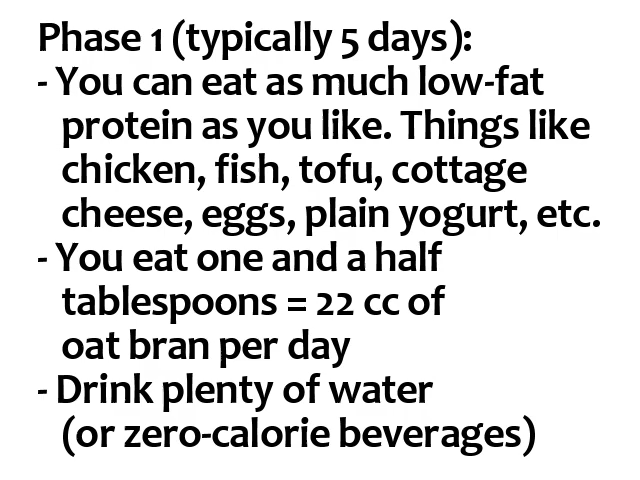 Phase 1 (typically 5 days):
- You can eat as much low-fat
protein as you like. Things like
chicken, fish, tofu, cottage
cheese, eggs, plain yogurt, etc.
- You eat one and a half
tablespoons = 22 cc of
oat bran per day
- Drink plenty of water
(or zero-calorie beverages)